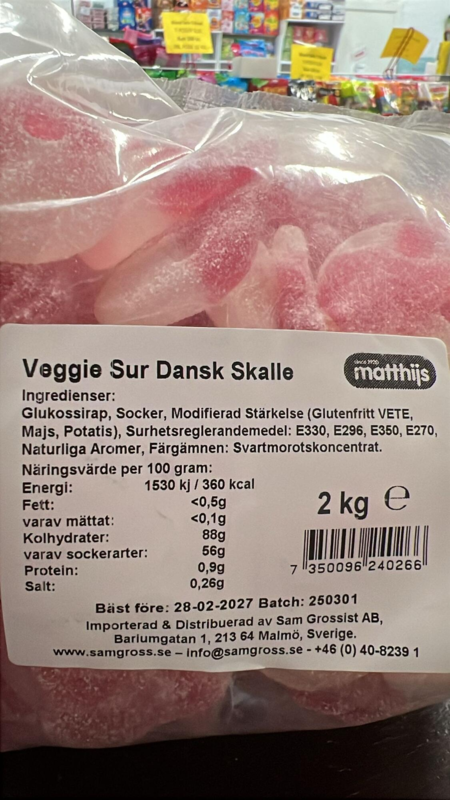 Veggie Sur Dansk Skalle
since 1920
matthijs
Ingredienser:
Glukossirap, Socker, Modifierad Stärkelse (Glutenfritt VETE,
Majs, Potatis), Surhetsreglerandemedel: E330, E296, E350, E270,
Naturliga Aromer, Färgämnen: Svartmorotskoncentrat.
Näringsvärde per 100 gram:
Energi: 1530 kj / 360 kcal
Fett: <0,5g
varav mättat: <0,1g
Kolhydrater: 88g
varav sockerarter: 56g
Protein: 0,9g
Salt: 0,26g
2 kg ℮
7 350096 240266
Bäst före: 28-02-2027 Batch: 250301
Importerad & Distribuerad av Sam Grossist AB,
Bariumgatan 1, 213 64 Malmö, Sverige.
www.samgross.se – info@samgross.se - +46 (0) 40-8239 1